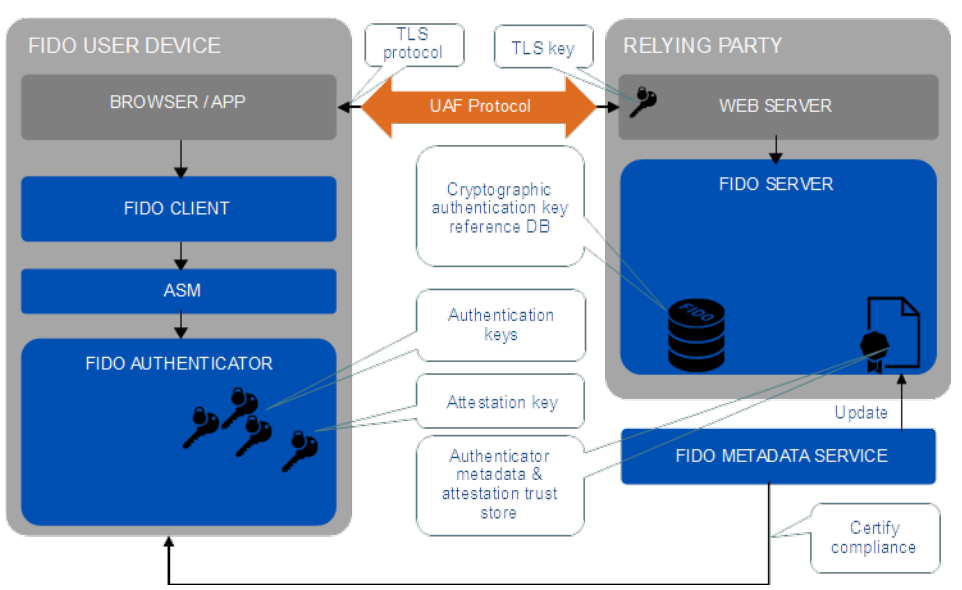 FIDO USER DEVICE
TLS
protocol
TLS key
RELYING PARTY
BROWSER / APP
UAF Protocol
WEB SERVER
FIDO CLIENT
Cryptographic
authentication key
reference DB
FIDO SERVER
ASM
FIDO
Authentication
keys
FIDO AUTHENTICATOR
Attestation key
Update
Authenticator
metadata &
attestation trust
store
FIDO METADATA SERVICE
Certify
compliance